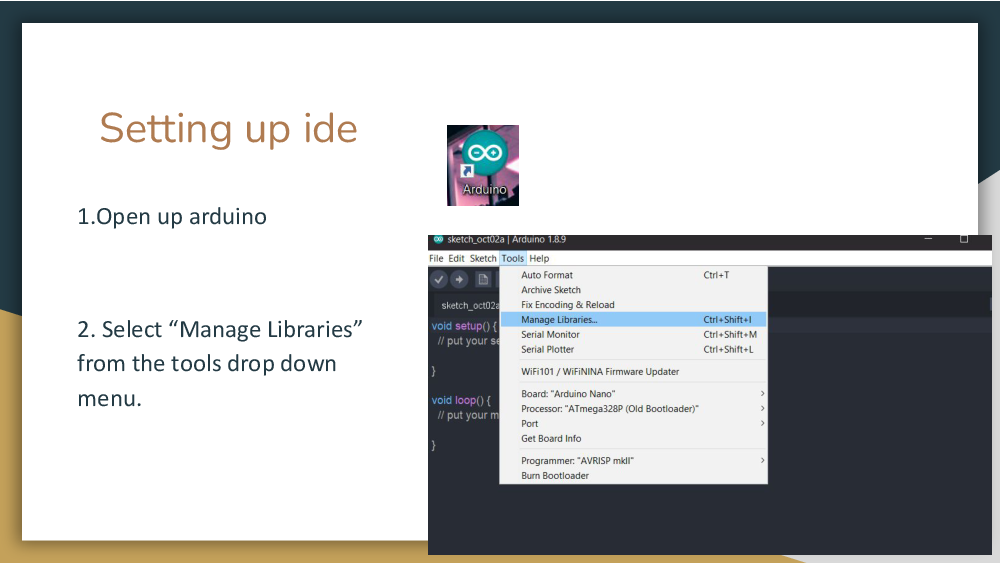 Setting up ide
Arduino
1.Open up arduino
2. Select “Manage Libraries”
from the tools drop down
menu.
sketch_oct02a | Arduino 1.8.9
File Edit Sketch Tools Help
Auto Format Ctrl+T
Archive Sketch
sketch_oct02a
Fix Encoding & Reload
Manage Libraries... Ctrl+Shift+I
void setup() {
Serial Monitor Ctrl+Shift+M
// put your se
Serial Plotter Ctrl+Shift+L
}
WiFi101 / WiFiNINA Firmware Updater
Board: "Arduino Nano"
void loop() {
Processor: "ATmega328P (Old Bootloader)"
// put your m
Port
Get Board Info
}
Programmer: "AVRISP mkII"
Burn Bootloader